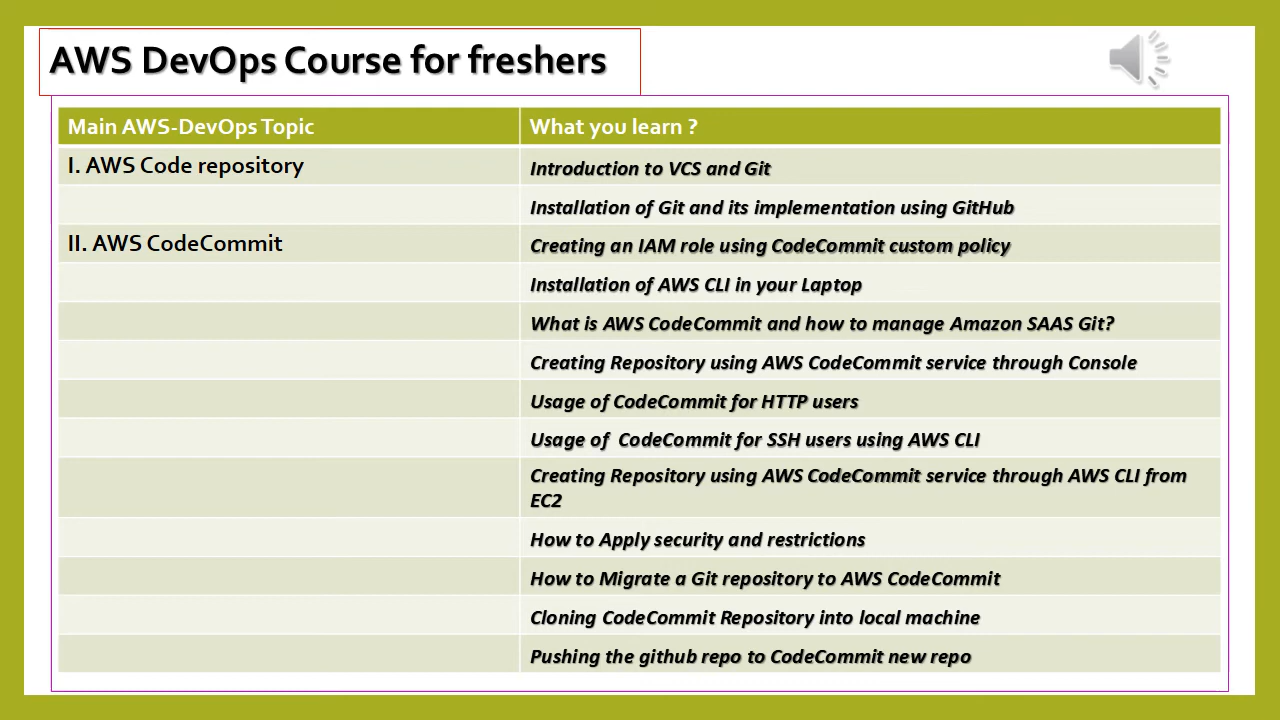 AWS DevOps Course for freshers
Main AWS-DevOps Topic
What you learn ?
I. AWS Code repository
Introduction to VCS and Git
Installation of Git and its implementation using GitHub
II. AWS CodeCommit
Creating an IAM role using CodeCommit custom policy
Installation of AWS CLI in your Laptop
What is AWS CodeCommit and how to manage Amazon SAAS Git?
Creating Repository using AWS CodeCommit service through Console
Usage of CodeCommit for HTTP users
Usage of  CodeCommit for SSH users using AWS CLI
Creating Repository using AWS CodeCommit service through AWS CLI from
EC2
How to Apply security and restrictions
How to Migrate a Git repository to AWS CodeCommit
Cloning CodeCommit Repository into local machine
Pushing the github repo to CodeCommit new repo